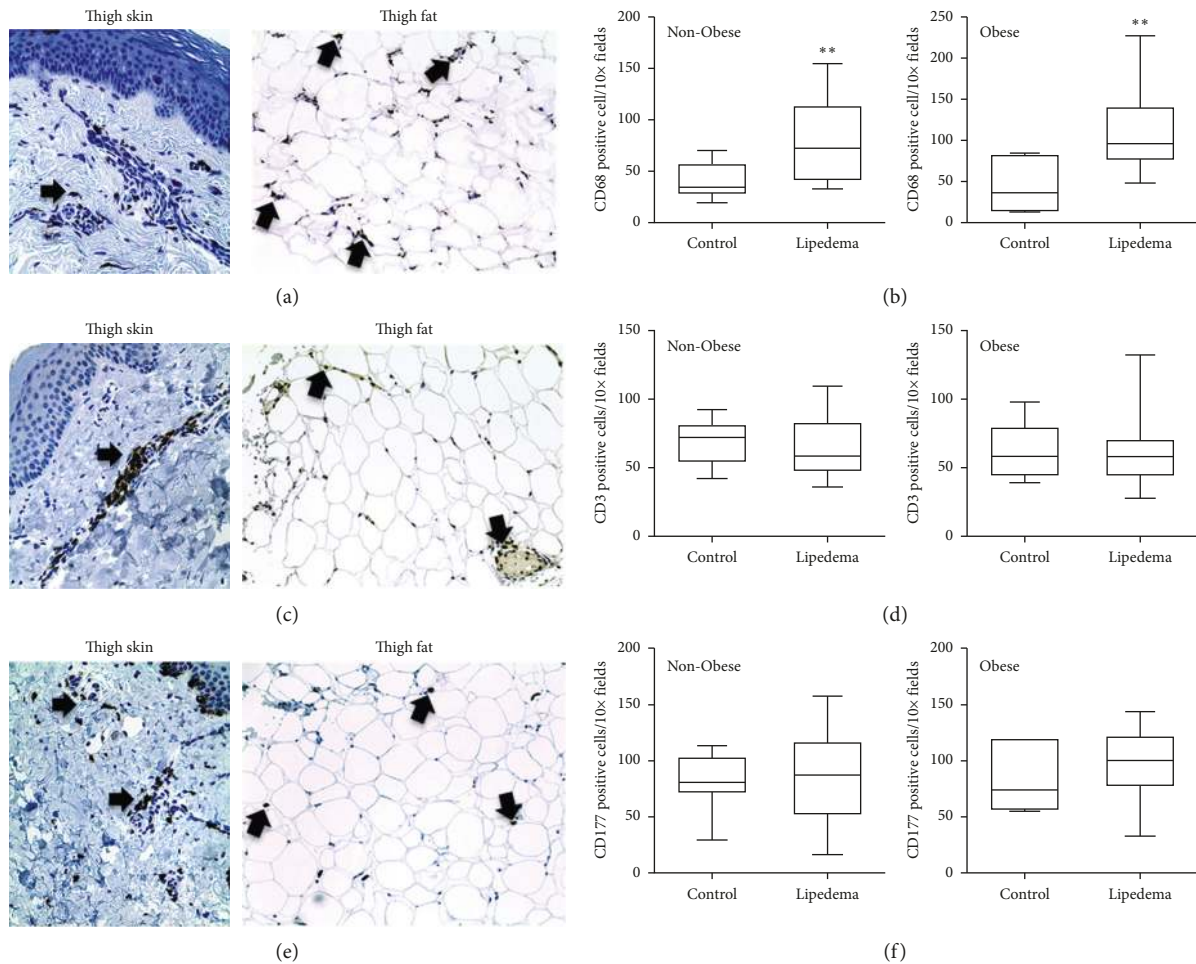 Thigh skin
Thigh fat
(a)
CD68 positive cell/10× fields
200
150
100
50
0
Non-Obese
**
Control
Lipedema
CD68 positive cell/10× fields
250
200
150
100
50
0
Obese
**
Control
Lipedema
(b)
Thigh skin
Thigh fat
(c)
CD3 positive cells/10× fields
150
100
50
0
Non-Obese
Control
Lipedema
CD3 positive cells/10× fields
150
100
50
0
Obese
Control
Lipedema
(d)
Thigh skin
Thigh fat
(e)
CD177 positive cells/10× fields
200
150
100
50
0
Non-Obese
Control
Lipedema
CD177 positive cells/10× fields
200
150
100
50
0
Obese
Control
Lipedema
(f)